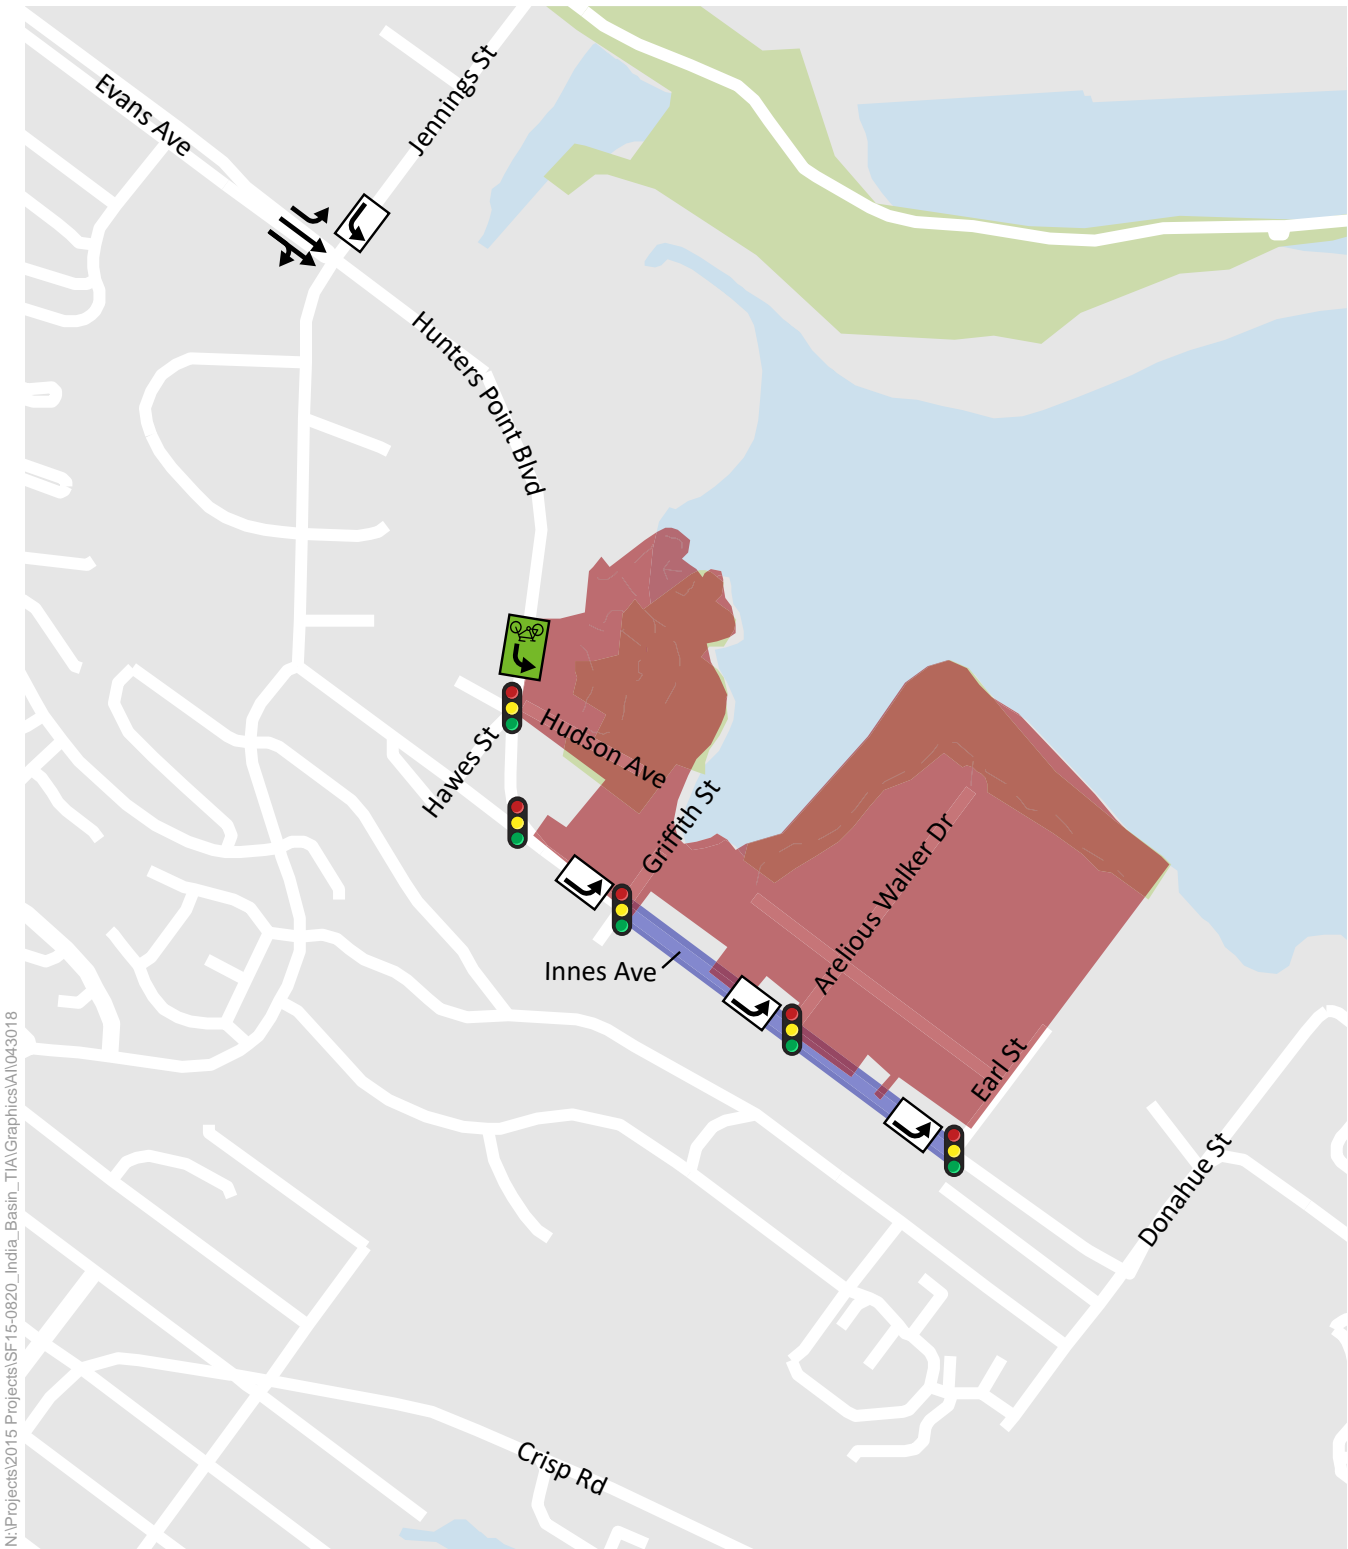 Evans Ave
Jennings St
Hunters Point Blvd
Hudson Ave
Hawes St
Griffith St
Arelious Walker Dr
Innes Ave
Earl St
Donahue St
Crisp Rd
N:\Projects\2015 Projects\SF15-0820_India_Basin_TIA\Graphics\AI\043018